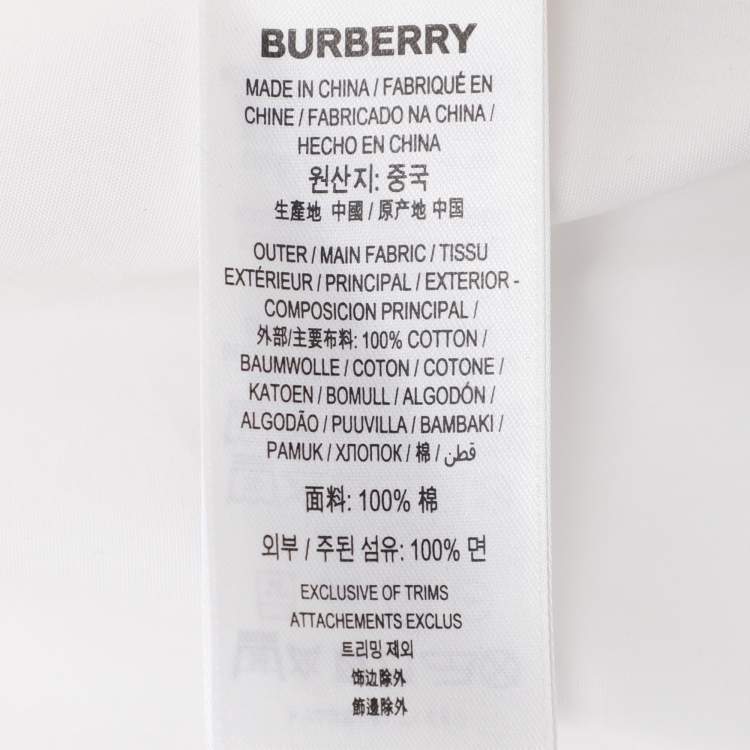 BURBERRY
MADE IN CHINA / FABRIQUÉ EN
CHINE / FABRICADO NA CHINA /
HECHO EN CHINA
원산지: 중국
生產地 中國 / 原产地 中国
OUTER / MAIN FABRIC / TISSU
EXTÉRIEUR / PRINCIPAL / EXTERIOR -
COMPOSICION PRINCIPAL /
外部/主要布料: 100% COTTON /
BAUMWOLLE / COTON / COTONE /
KATOEN / BOMULL / ALGODÓN /
ALGODÃO / PUUVILLA / BAMBAKI /
PAMUK / ХЛОПОК / 棉 / قطن
面料: 100% 棉
외부 / 주된 섬유: 100% 면
EXCLUSIVE OF TRIMS
ATTACHEMENTS EXCLUS
트리밍 제외
饰边除外
飾邊除外